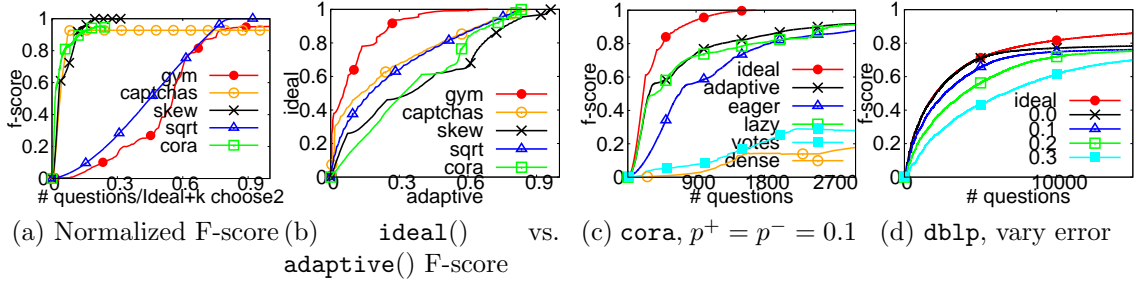 f-score
1
0.8
0.6
0.4
0.2
0
gym
captchas
skew
sqrt
cora
0 0.3 0.6 0.9
# questions/Ideal+k choose2
(a) Normalized F-score
ideal
1
0.8
0.6
0.4
0.2
0
gym
captchas
skew
sqrt
cora
0 0.3 0.6 0.9
adaptive
(b) ideal() vs.
adaptive() F-score
f-score
1
0.8
0.6
0.4
0.2
0
ideal
adaptive
eager
lazy
votes
dense
900 1800 2700
# questions
(c) cora, p⁺ = p⁻ = 0.1
f-score
1
0.8
0.6
0.4
0.2
0
ideal
0.0
0.1
0.2
0.3
0 10000
# questions
(d) dblp, vary error